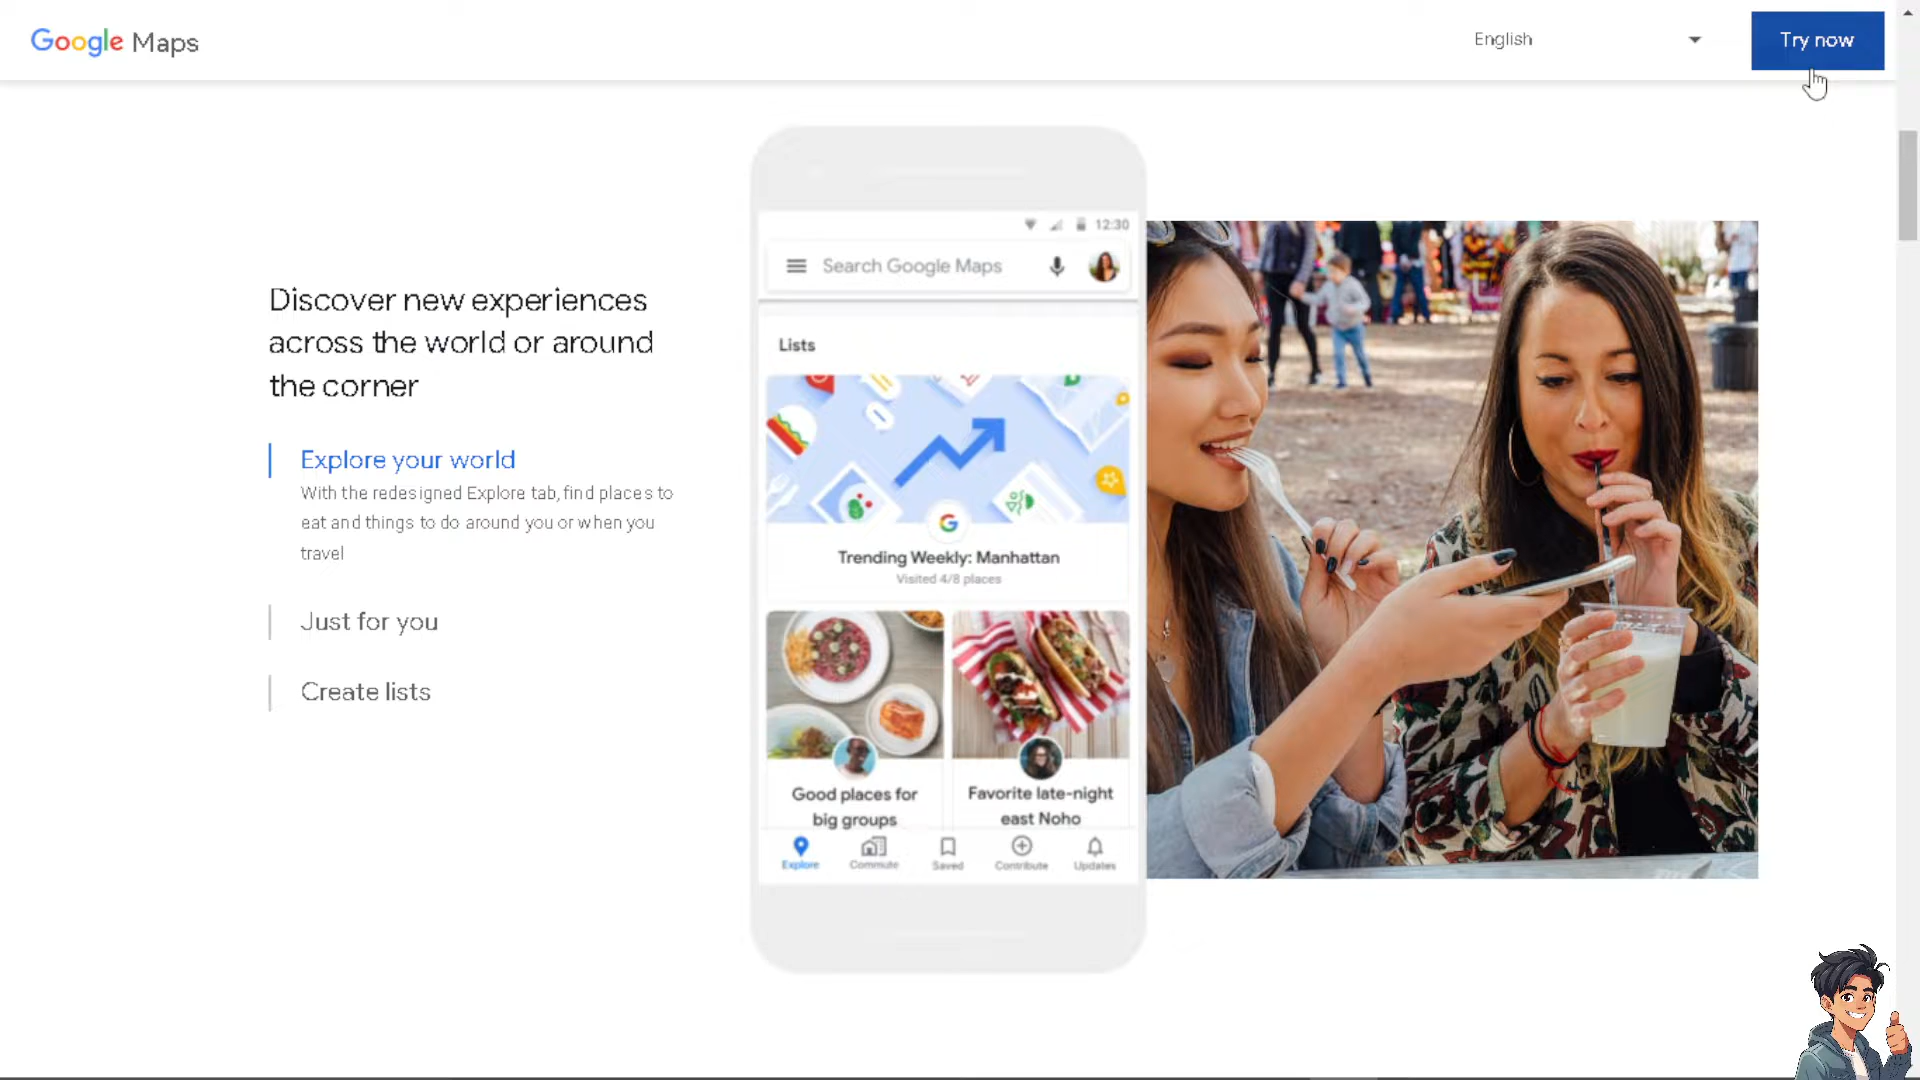 Google Maps
English
Try now
Discover new experiences
across the world or around
the corner
Explore your world
With the redesigned Explore tab, find places to
eat and things to do around you or when you
travel
Just for you
Create lists
12:30
Search Google Maps
Lists
G
Trending Weekly: Manhattan
Visited 4/8 places
Good places for
big groups
Favorite late-night
east Noho
Explore
Commute
Saved
Contribute
Updates